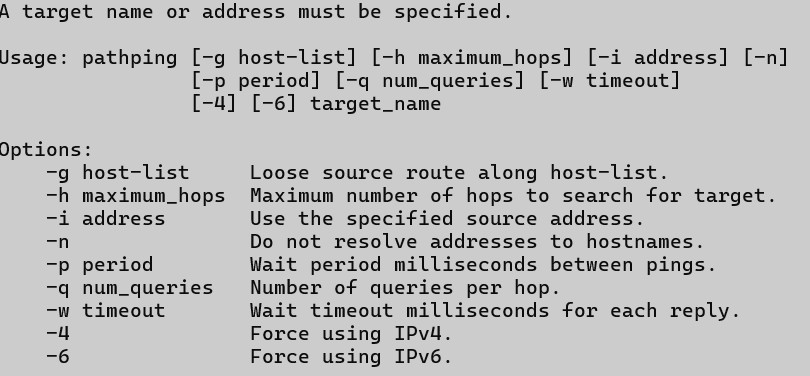 A target name or address must be specified.

Usage: pathping [-g host-list] [-h maximum_hops] [-i address] [-n]
                [-p period] [-q num_queries] [-w timeout]
                [-4] [-6] target_name

Options:
    -g host-list     Loose source route along host-list.
    -h maximum_hops  Maximum number of hops to search for target.
    -i address       Use the specified source address.
    -n               Do not resolve addresses to hostnames.
    -p period        Wait period milliseconds between pings.
    -q num_queries   Number of queries per hop.
    -w timeout       Wait timeout milliseconds for each reply.
    -4               Force using IPv4.
    -6               Force using IPv6.